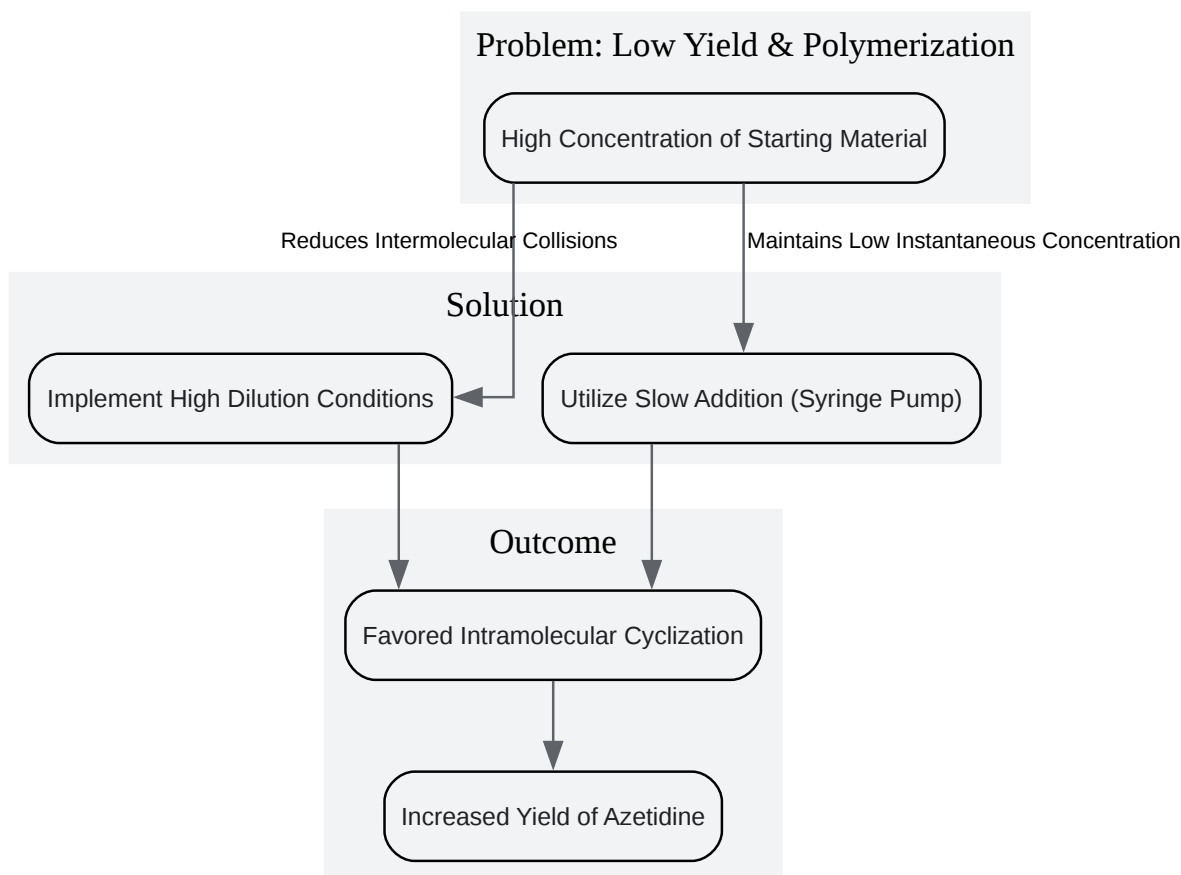 Problem: Low Yield & Polymerization
High Concentration of Starting Material
Reduces Intermolecular Collisions
Maintains Low Instantaneous Concentration
Solution
Implement High Dilution Conditions
Utilize Slow Addition (Syringe Pump)
Outcome
Favored Intramolecular Cyclization
Increased Yield of Azetidine